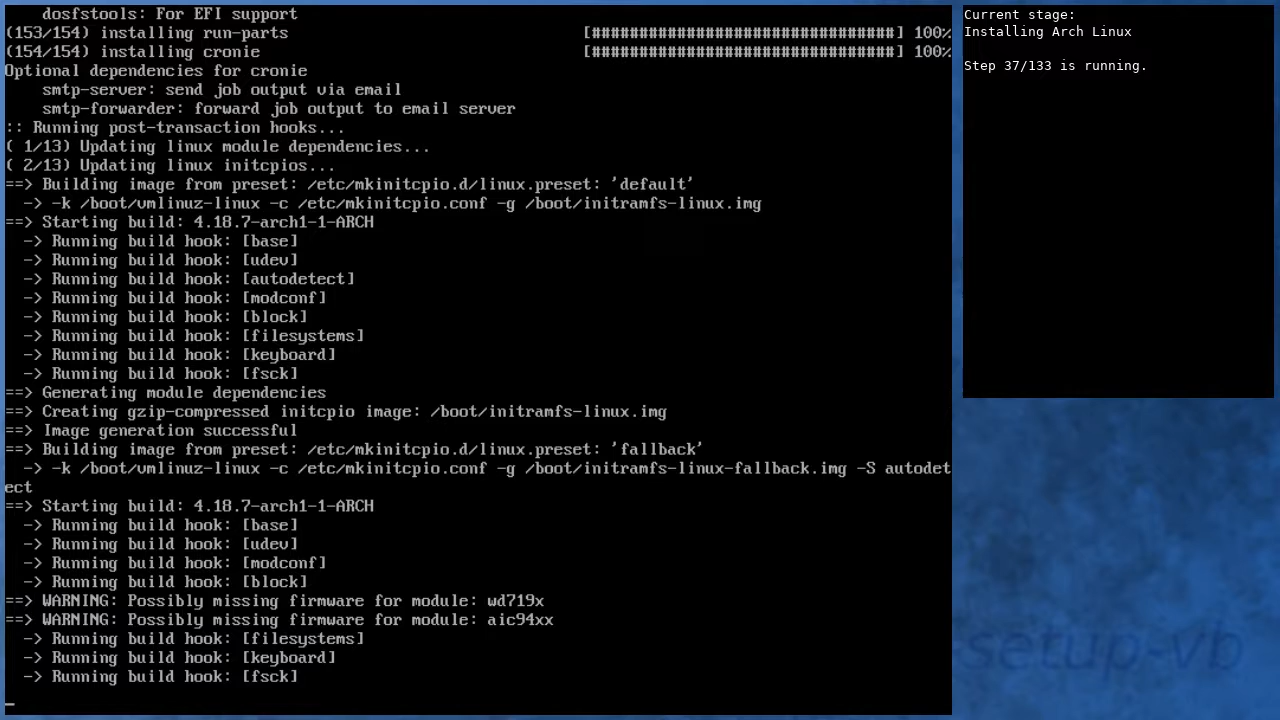 dosfstools: For EFI support
(153/154) installing run-parts                               [################################] 100%
(154/154) installing cronie                                  [################################] 100%
Optional dependencies for cronie
    smtp-server: send job output via email
    smtp-forwarder: forward job output to email server
:: Running post-transaction hooks...
( 1/13) Updating linux module dependencies...
( 2/13) Updating linux initcpios...
==> Building image from preset: /etc/mkinitcpio.d/linux.preset: 'default'
  -> -k /boot/vmlinuz-linux -c /etc/mkinitcpio.conf -g /boot/initramfs-linux.img
==> Starting build: 4.18.7-arch1-1-ARCH
  -> Running build hook: [base]
  -> Running build hook: [udev]
  -> Running build hook: [autodetect]
  -> Running build hook: [modconf]
  -> Running build hook: [block]
  -> Running build hook: [filesystems]
  -> Running build hook: [keyboard]
  -> Running build hook: [fsck]
==> Generating module dependencies
==> Creating gzip-compressed initcpio image: /boot/initramfs-linux.img
==> Image generation successful
==> Building image from preset: /etc/mkinitcpio.d/linux.preset: 'fallback'
  -> -k /boot/vmlinuz-linux -c /etc/mkinitcpio.conf -g /boot/initramfs-linux-fallback.img -S autodet
ect
==> Starting build: 4.18.7-arch1-1-ARCH
  -> Running build hook: [base]
  -> Running build hook: [udev]
  -> Running build hook: [modconf]
  -> Running build hook: [block]
==> WARNING: Possibly missing firmware for module: wd719x
==> WARNING: Possibly missing firmware for module: aic94xx
  -> Running build hook: [filesystems]
  -> Running build hook: [keyboard]
  -> Running build hook: [fsck]
_
Current stage:
Installing Arch Linux
Step 37/133 is running.
-setup-vb